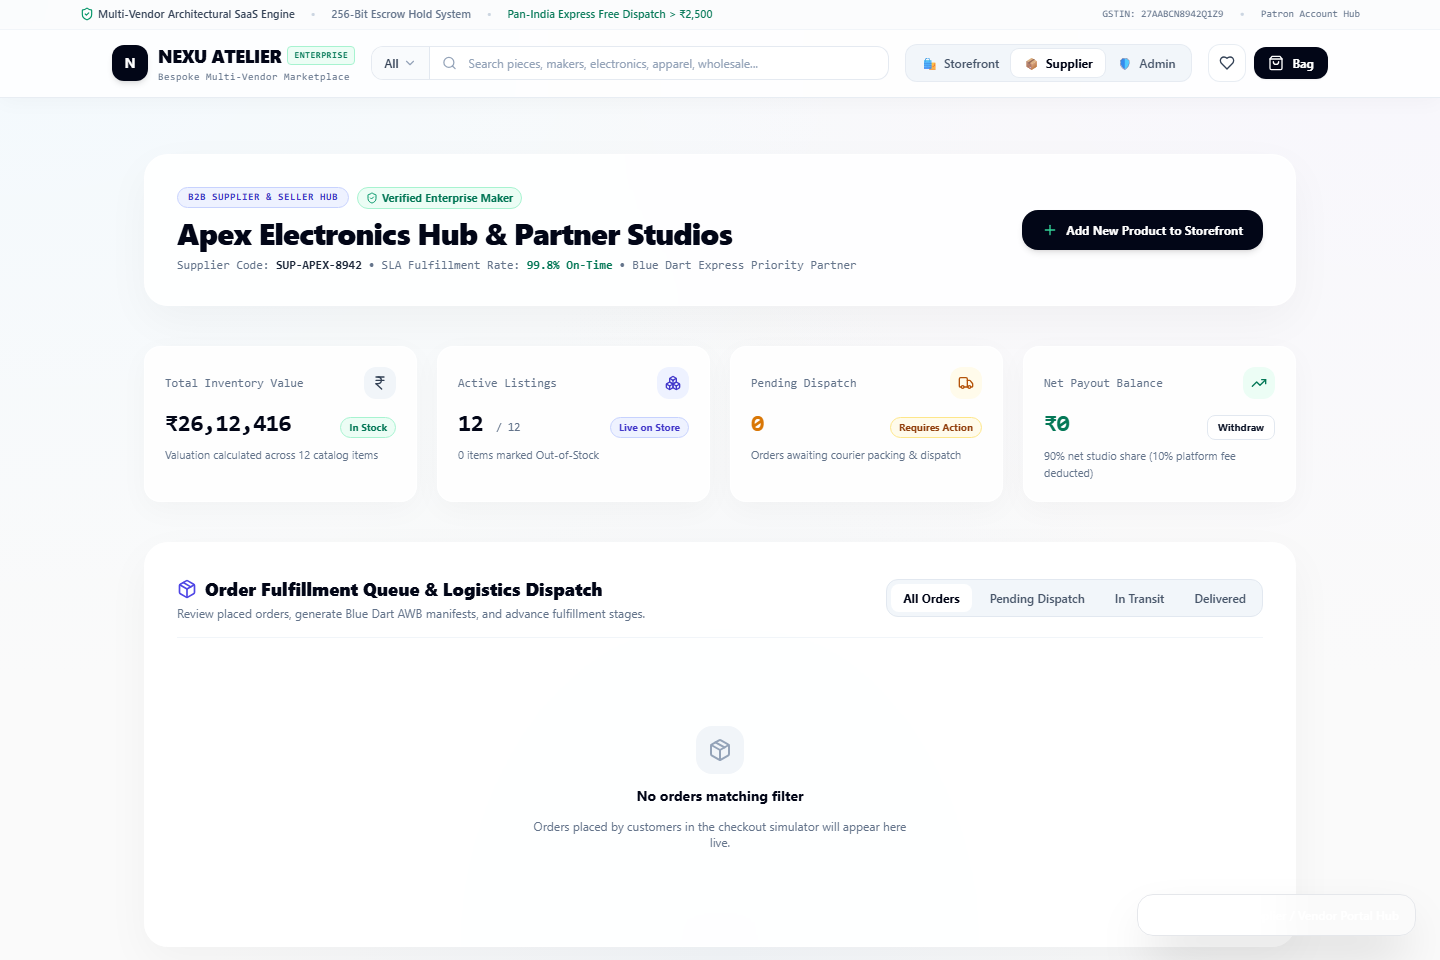 Multi-Vendor Architectural SaaS Engine • 256-Bit Escrow Hold System • Pan-India Express Free Dispatch > ₹2,500
GSTIN: 27AABCN8942Q1Z9 • Patron Account Hub
N
NEXU ATELIER ENTERPRISE
Bespoke Multi-Vendor Marketplace
All
Search pieces, makers, electronics, apparel, wholesale...
Storefront
Supplier
Admin
Bag
B2B SUPPLIER & SELLER HUB
Verified Enterprise Maker
Apex Electronics Hub & Partner Studios
Supplier Code: SUP-APEX-8942 • SLA Fulfillment Rate: 99.8% On-Time • Blue Dart Express Priority Partner
Add New Product to Storefront
Total Inventory Value
₹
₹26,12,416
In Stock
Valuation calculated across 12 catalog items
Active Listings
12 / 12
Live on Store
0 items marked Out-of-Stock
Pending Dispatch
0
Requires Action
Orders awaiting courier packing & dispatch
Net Payout Balance
₹0
Withdraw
90% net studio share (10% platform fee
deducted)
Order Fulfillment Queue & Logistics Dispatch
Review placed orders, generate Blue Dart AWB manifests, and advance fulfillment stages.
All Orders
Pending Dispatch
In Transit
Delivered
No orders matching filter
Orders placed by customers in the checkout simulator will appear here
live.
Vendor Portal Hub